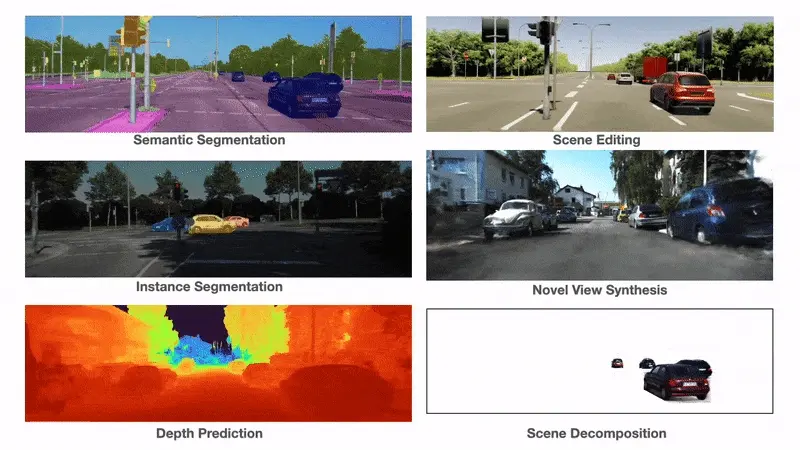 Semantic Segmentation
Scene Editing
Instance Segmentation
Novel View Synthesis
Depth Prediction
Scene Decomposition